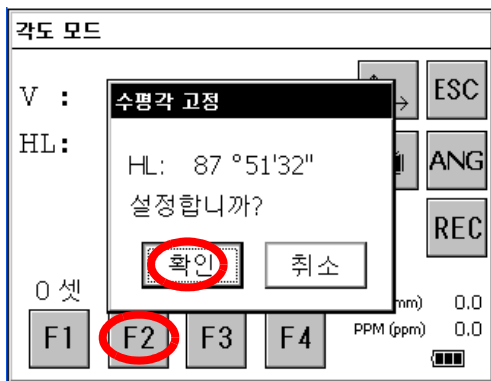 각도 모드
V :
ESC
수평각 고정
HL:
HL: 87 °51'32"
ANG
설정합니까?
REC
확인 취소
0 셋
mm) 0.0
F1 F2 F3 F4 PPM (ppm) 0.0